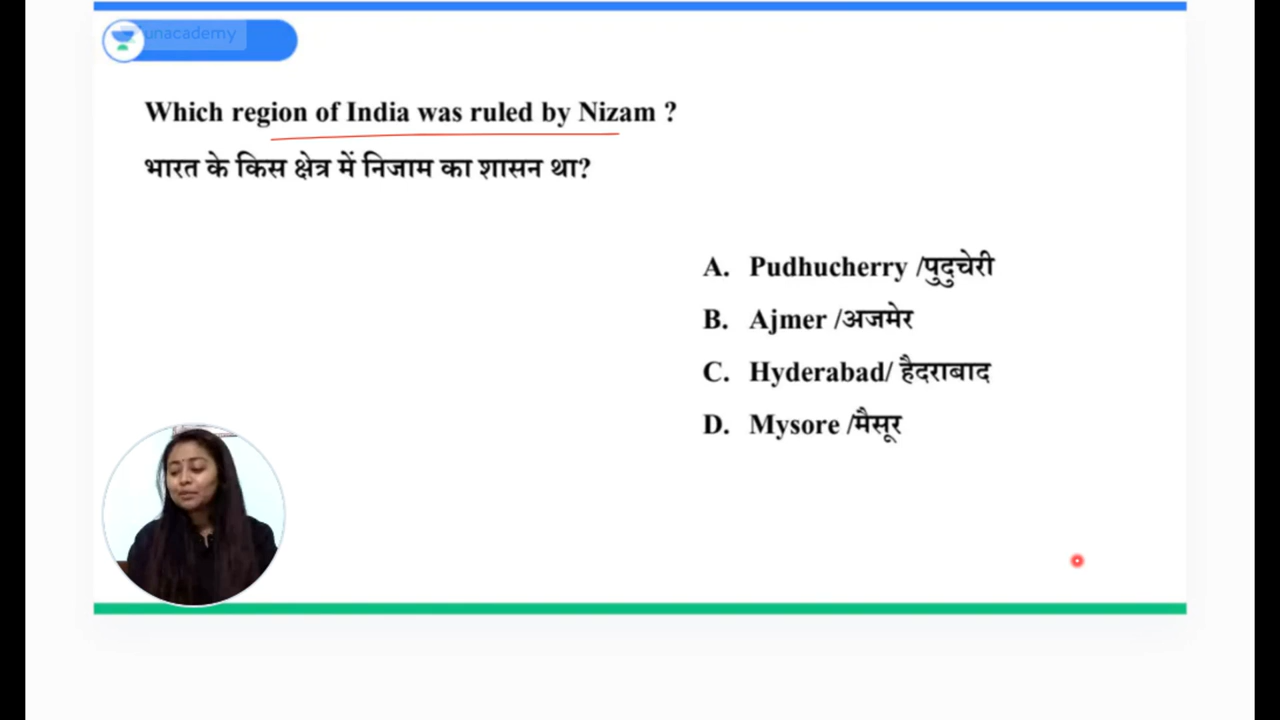 unacademy
Which region of India was ruled by Nizam ?
भारत के किस क्षेत्र में निजाम का शासन था?
A. Pudhucherry /पुदुचेरी
B. Ajmer /अजमेर
C. Hyderabad/ हैदराबाद
D. Mysore /मैसूर